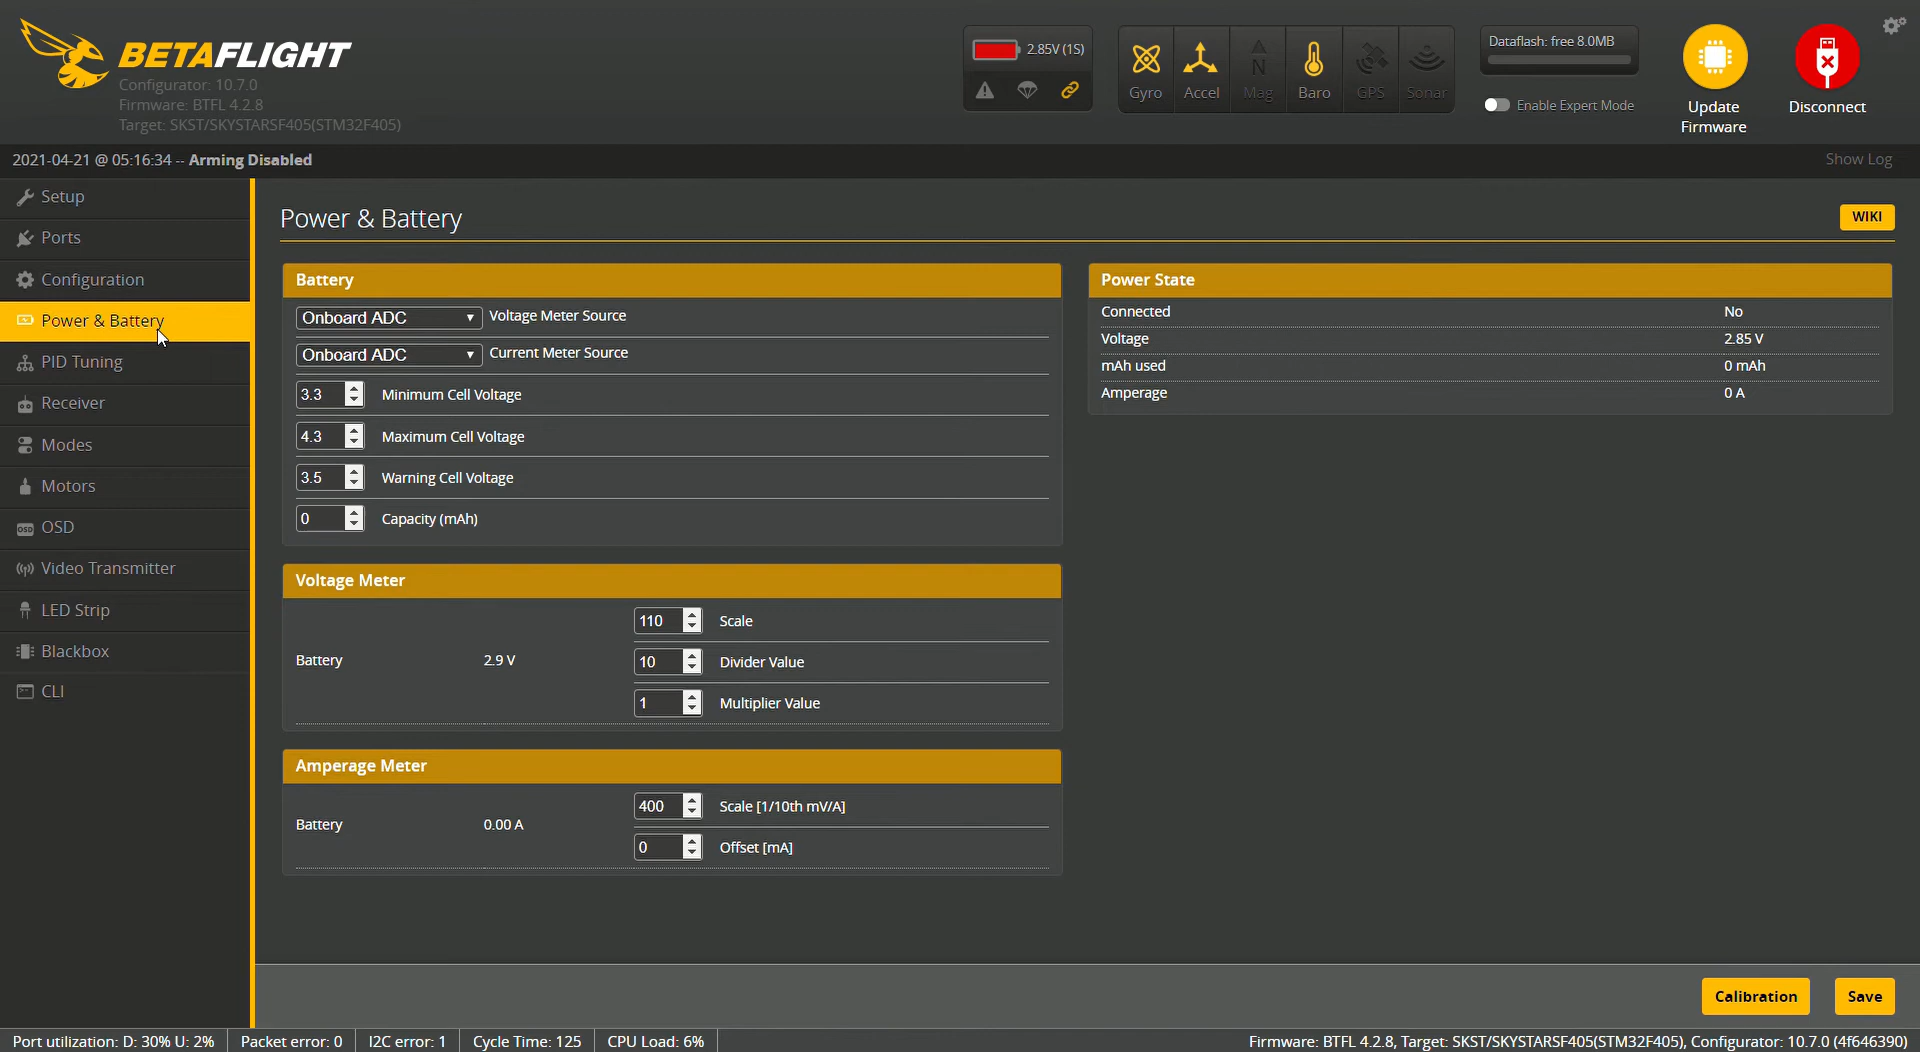 BETAFLIGHT
Configurator: 10.7.0
Firmware: BTFL 4.2.8
Target: SKST/SKYSTARSF405(STM32F405)
2.85V (1S)
Gyro
Accel
N
Mag
Baro
GPS
Sonar
Dataflash: free 8.0MB
Enable Expert Mode
Update
Firmware
Disconnect
2021-04-21 @ 05:16:34 -- Arming Disabled
Show Log
Setup
Ports
Configuration
Power & Battery
PID Tuning
Receiver
Modes
Motors
OSD
Video Transmitter
LED Strip
Blackbox
CLI
Power & Battery
WIKI
Battery
Onboard ADC Voltage Meter Source
Onboard ADC Current Meter Source
3.3 Minimum Cell Voltage
4.3 Maximum Cell Voltage
3.5 Warning Cell Voltage
0 Capacity (mAh)
Power State
Connected No
Voltage 2.85 V
mAh used 0 mAh
Amperage 0 A
Voltage Meter
Battery 2.9 V
110 Scale
10 Divider Value
1 Multiplier Value
Amperage Meter
Battery 0.00 A
400 Scale [1/10th mV/A]
0 Offset [mA]
Calibration
Save
Port utilization: D: 30% U: 2%
Packet error: 0
I2C error: 1
Cycle Time: 125
CPU Load: 6%
Firmware: BTFL 4.2.8, Target: SKST/SKYSTARSF405(STM32F405), Configurator: 10.7.0 (4f646390)